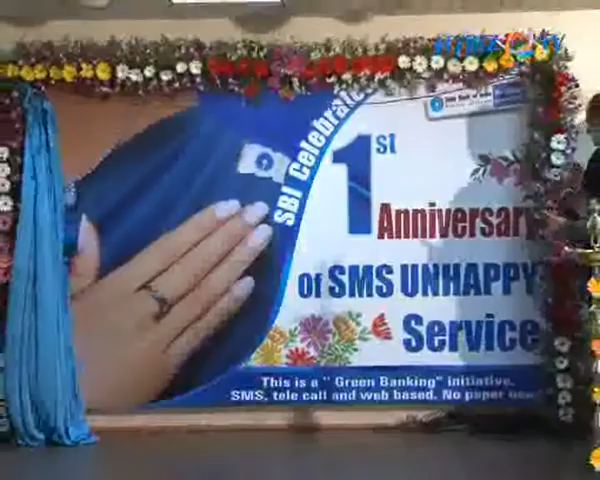 SBI Celebrates
1st
Anniversary
of SMS UNHAPPY
Service
This is a "Green Banking" initiative.
SMS, tele call and web based. No paper